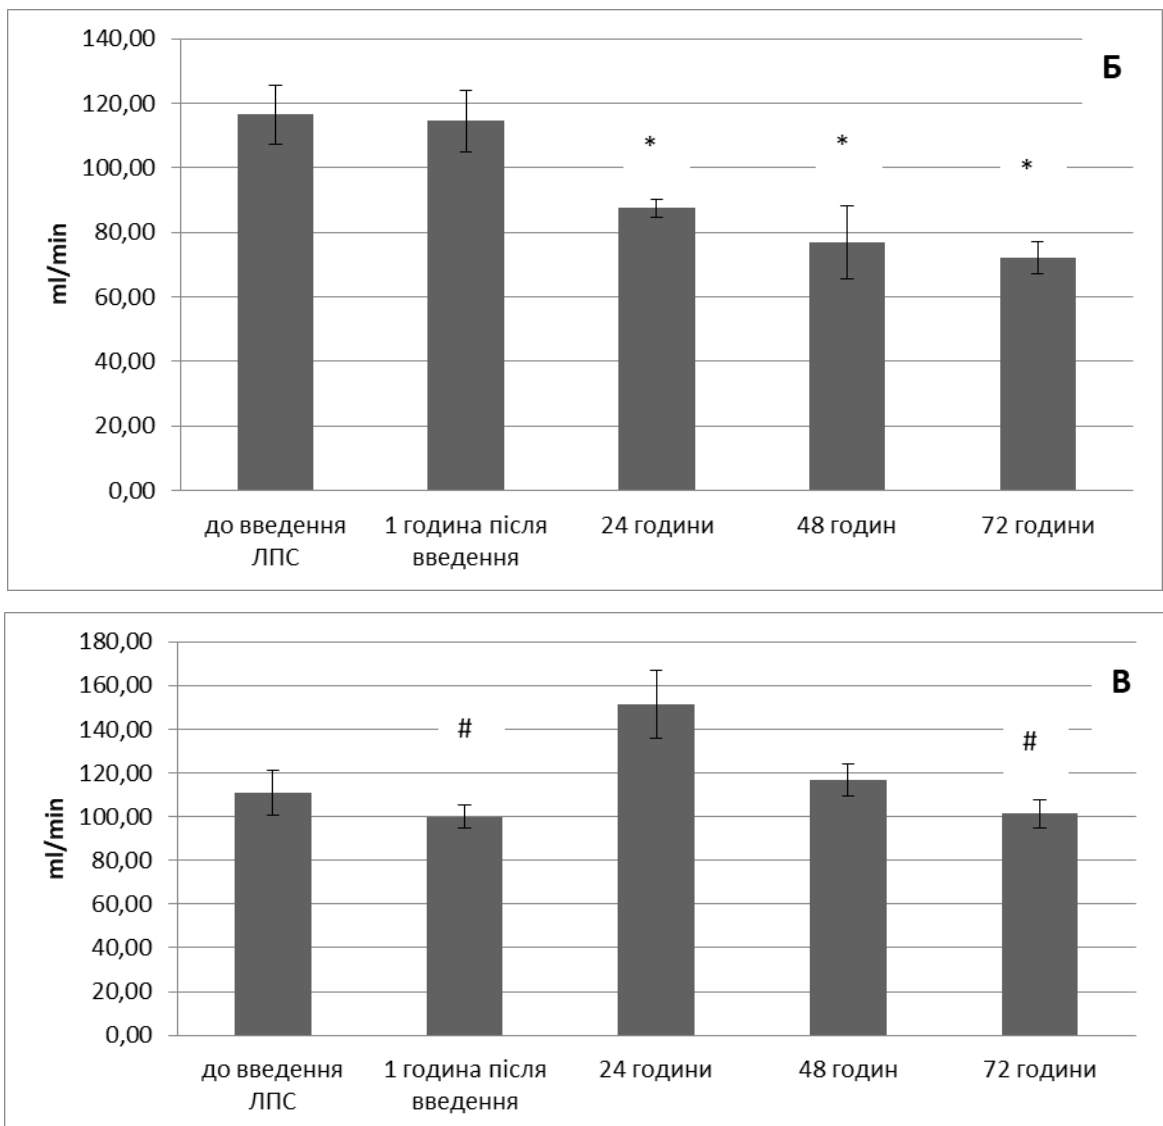 140,00
Б
120,00
*
*
*
100,00
80,00
ml/min
60,00
40,00
20,00
0,00
до введення ЛПС
1 година після введення
24 години
48 годин
72 години
180,00
В
160,00
#
#
140,00
120,00
100,00
ml/min
80,00
60,00
40,00
20,00
0,00
до введення
ЛПС
1 година після
введення
24 години
48 годин
72 години